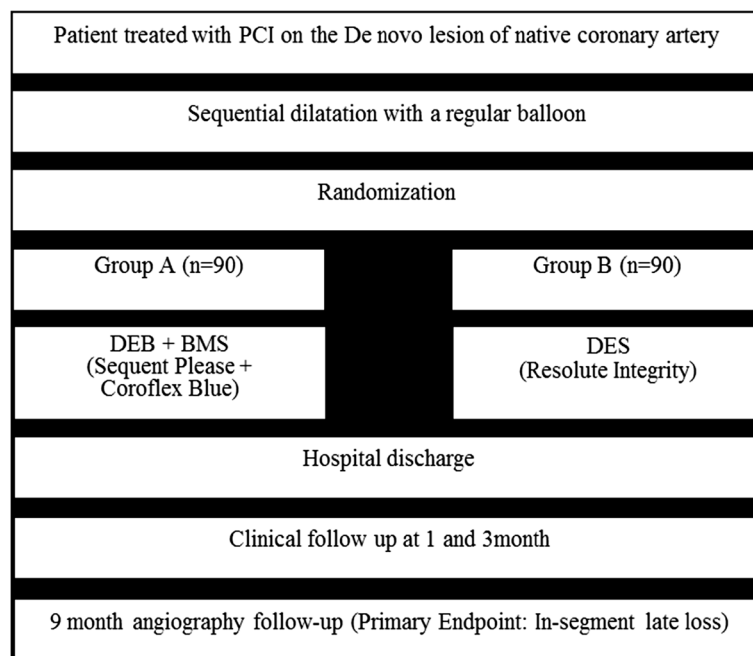 Patient treated with PCI on the De novo lesion of native coronary artery
Sequential dilatation with a regular balloon
Randomization
Group A (n=90)
Group B (n=90)
DEB + BMS
(Sequent Please +
Coroflex Blue)
DES
(Resolute Integrity)
Hospital discharge
Clinical follow up at 1 and 3month
9 month angiography follow-up (Primary Endpoint: In-segment late loss)